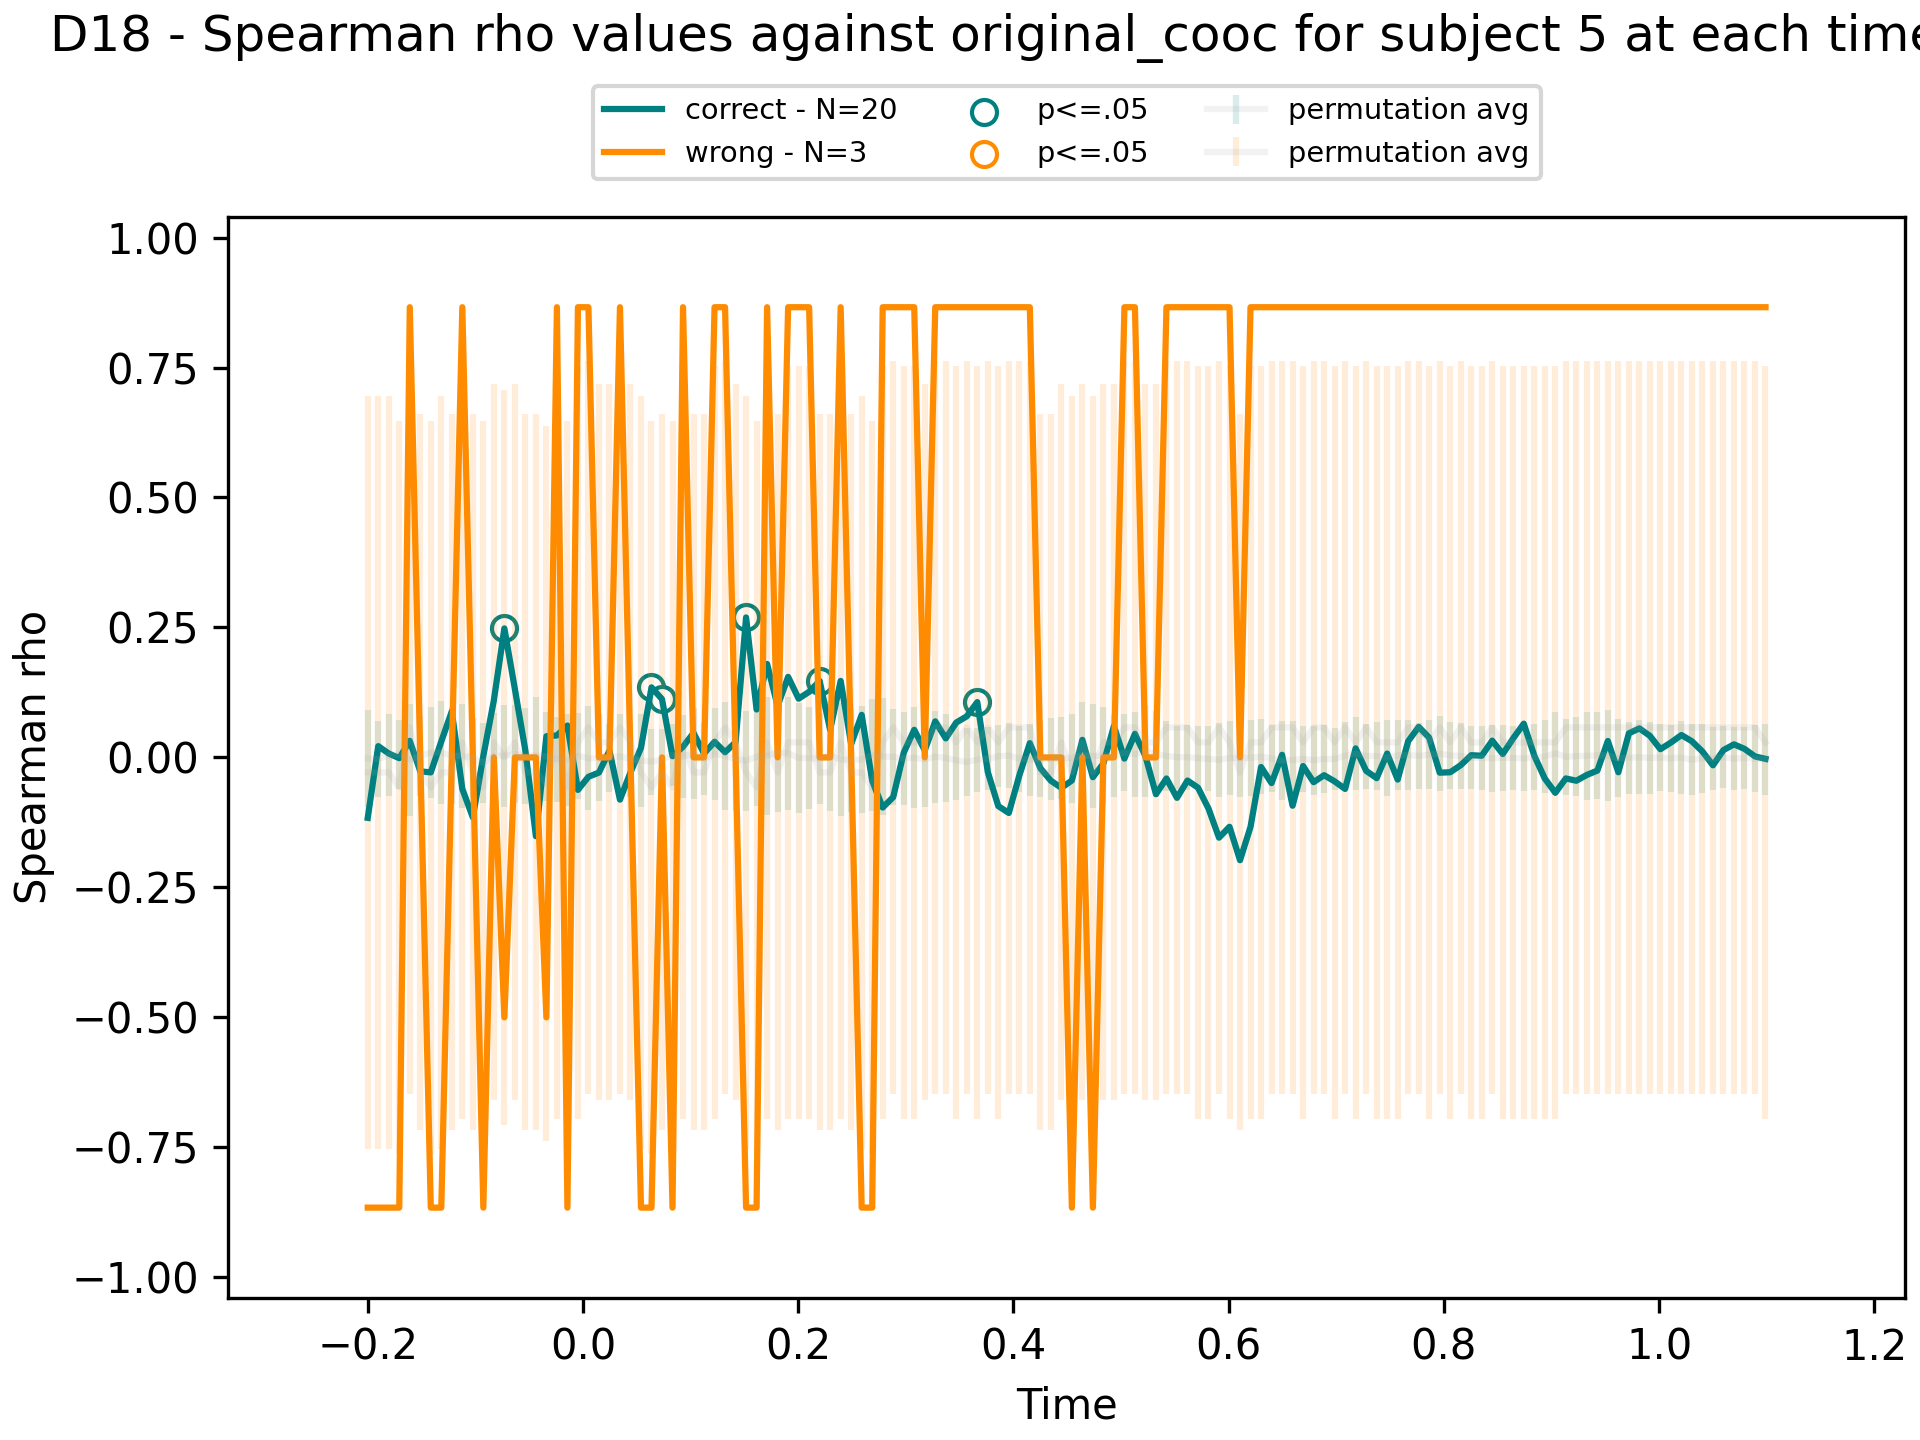 D18 - Spearman rho values against original_cooc for subject 5 at each time
correct - N=20 p<=.05 permutation avg
wrong - N=3 p<=.05 permutation avg
1.00
0.75
0.50
0.25
0.00
−0.25
−0.50
−0.75
−1.00
Spearman rho
−0.2 0.0 0.2 0.4 0.6 0.8 1.0 1.2
Time